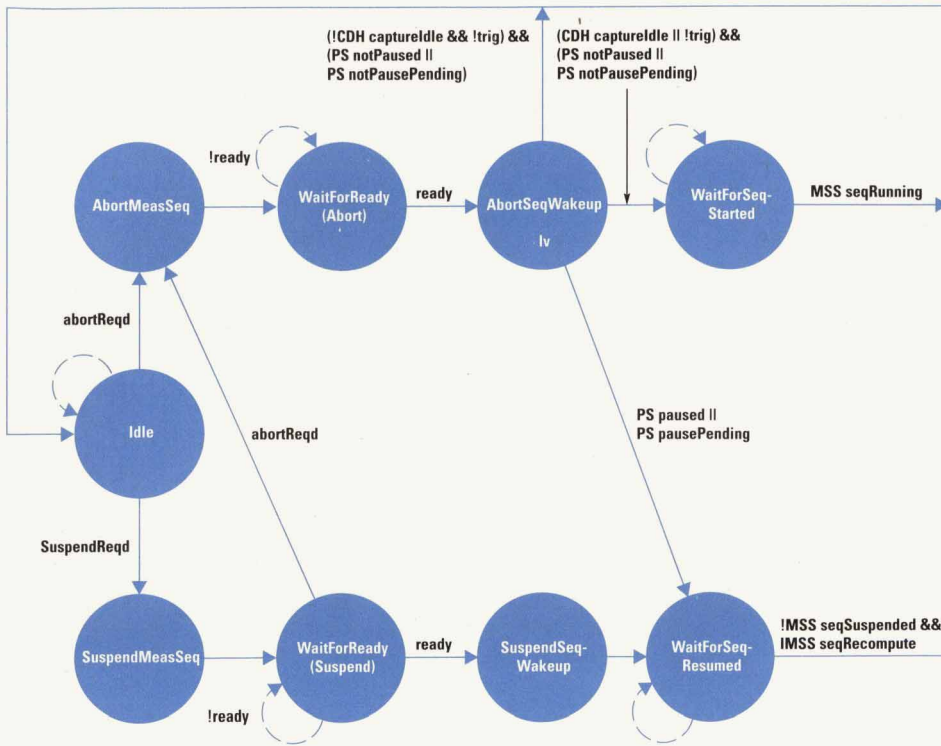 (!CDH captureIdle && !trig) &&
(PS notPaused ||
PS notPausePending)
(CDH captureIdle || !trig) &&
(PS notPaused ||
PS notPausePending)
!ready
AbortMeasSeq
WaitForReady
(Abort)
ready
AbortSeqWakeup
Iv
WaitForSeq-
Started
MSS seqRunning
abortReqd
Idle
abortReqd
PS paused ||
PS pausePending
SuspendReqd
SuspendMeasSeq
WaitForReady
(Suspend)
ready
!ready
SuspendSeq-
Wakeup
WaitForSeq-
Resumed
!MSS seqSuspended &&
IMSS seqRecompute